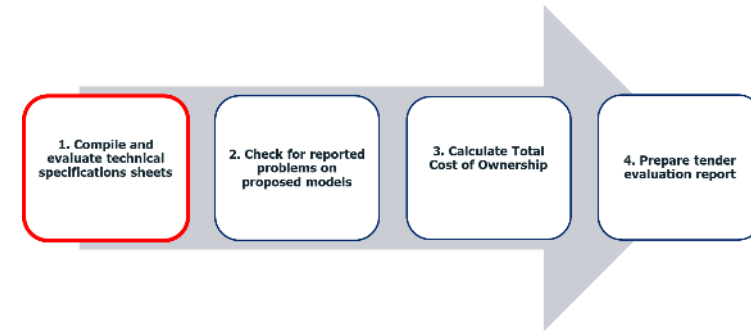 1. Compile and
evaluate technical
specifications sheets
2. Check for reported
problems on
proposed models
3. Calculate Total
Cost of Ownership
4. Prepare tender
evaluation report